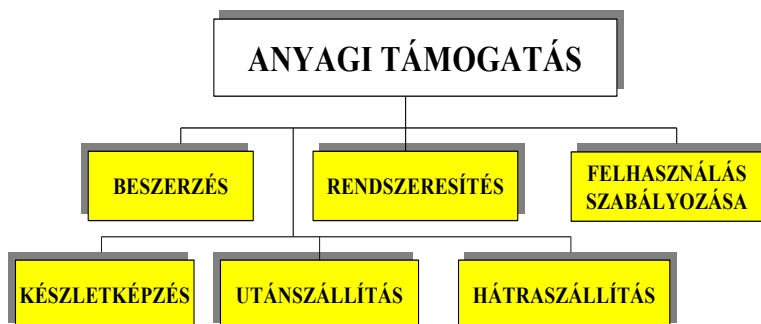 ANYAGI TÁMOGATÁS
BESZERZÉS
RENDSZERESÍTÉS
FELHASZNÁLÁS
SZABÁLYOZÁSA
KÉSZLETKÉPZÉS
UTÁNSZÁLLÍTÁS
HÁTRASZÁLLÍTÁS